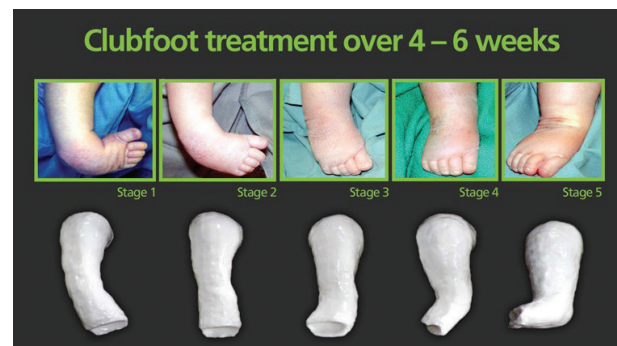 Clubfoot treatment over 4 – 6 weeks
Stage 1
Stage 2
Stage 3
Stage 4
Stage 5